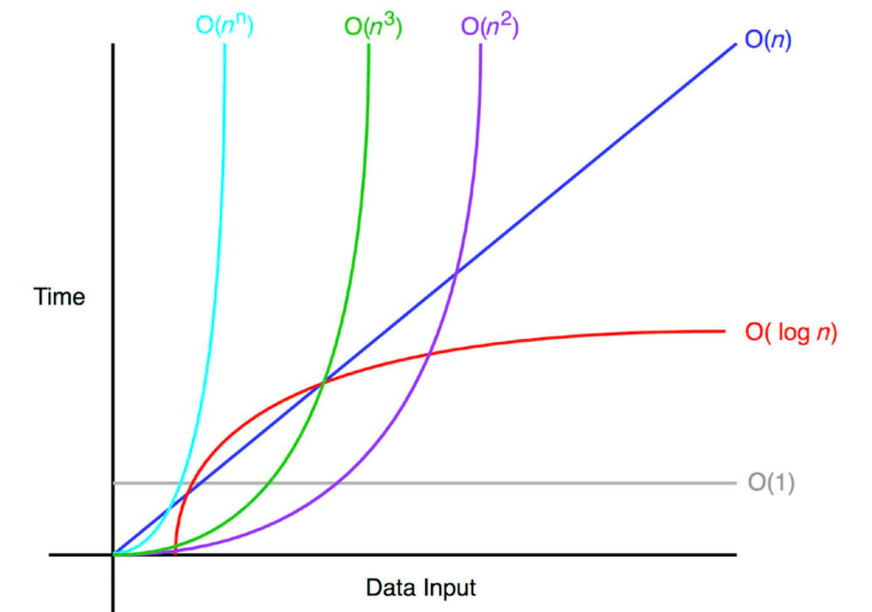 O(nⁿ)
O(n³)
O(n²)
O(n)
Time
O( log n)
O(1)
Data Input